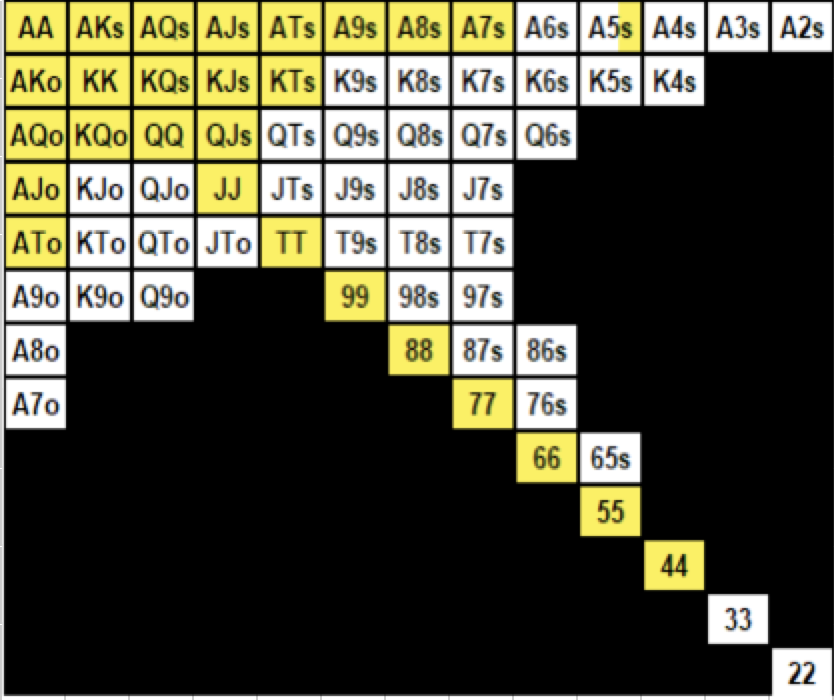 AA AKs AQs AJs ATs A9s A8s A7s A6s A5s A4s A3s A2s
AKo KK KQs KJs KTs K9s K8s K7s K6s K5s K4s
AQo KQo QQ QJs QTs Q9s Q8s Q7s Q6s
AJo KJo QJo JJ JTs J9s J8s J7s
ATo KTo QTo JTo TT T9s T8s T7s
A9o K9o Q9o 99 98s 97s
A8o 88 87s 86s
A7o 77 76s
66 65s
55
44
33
22